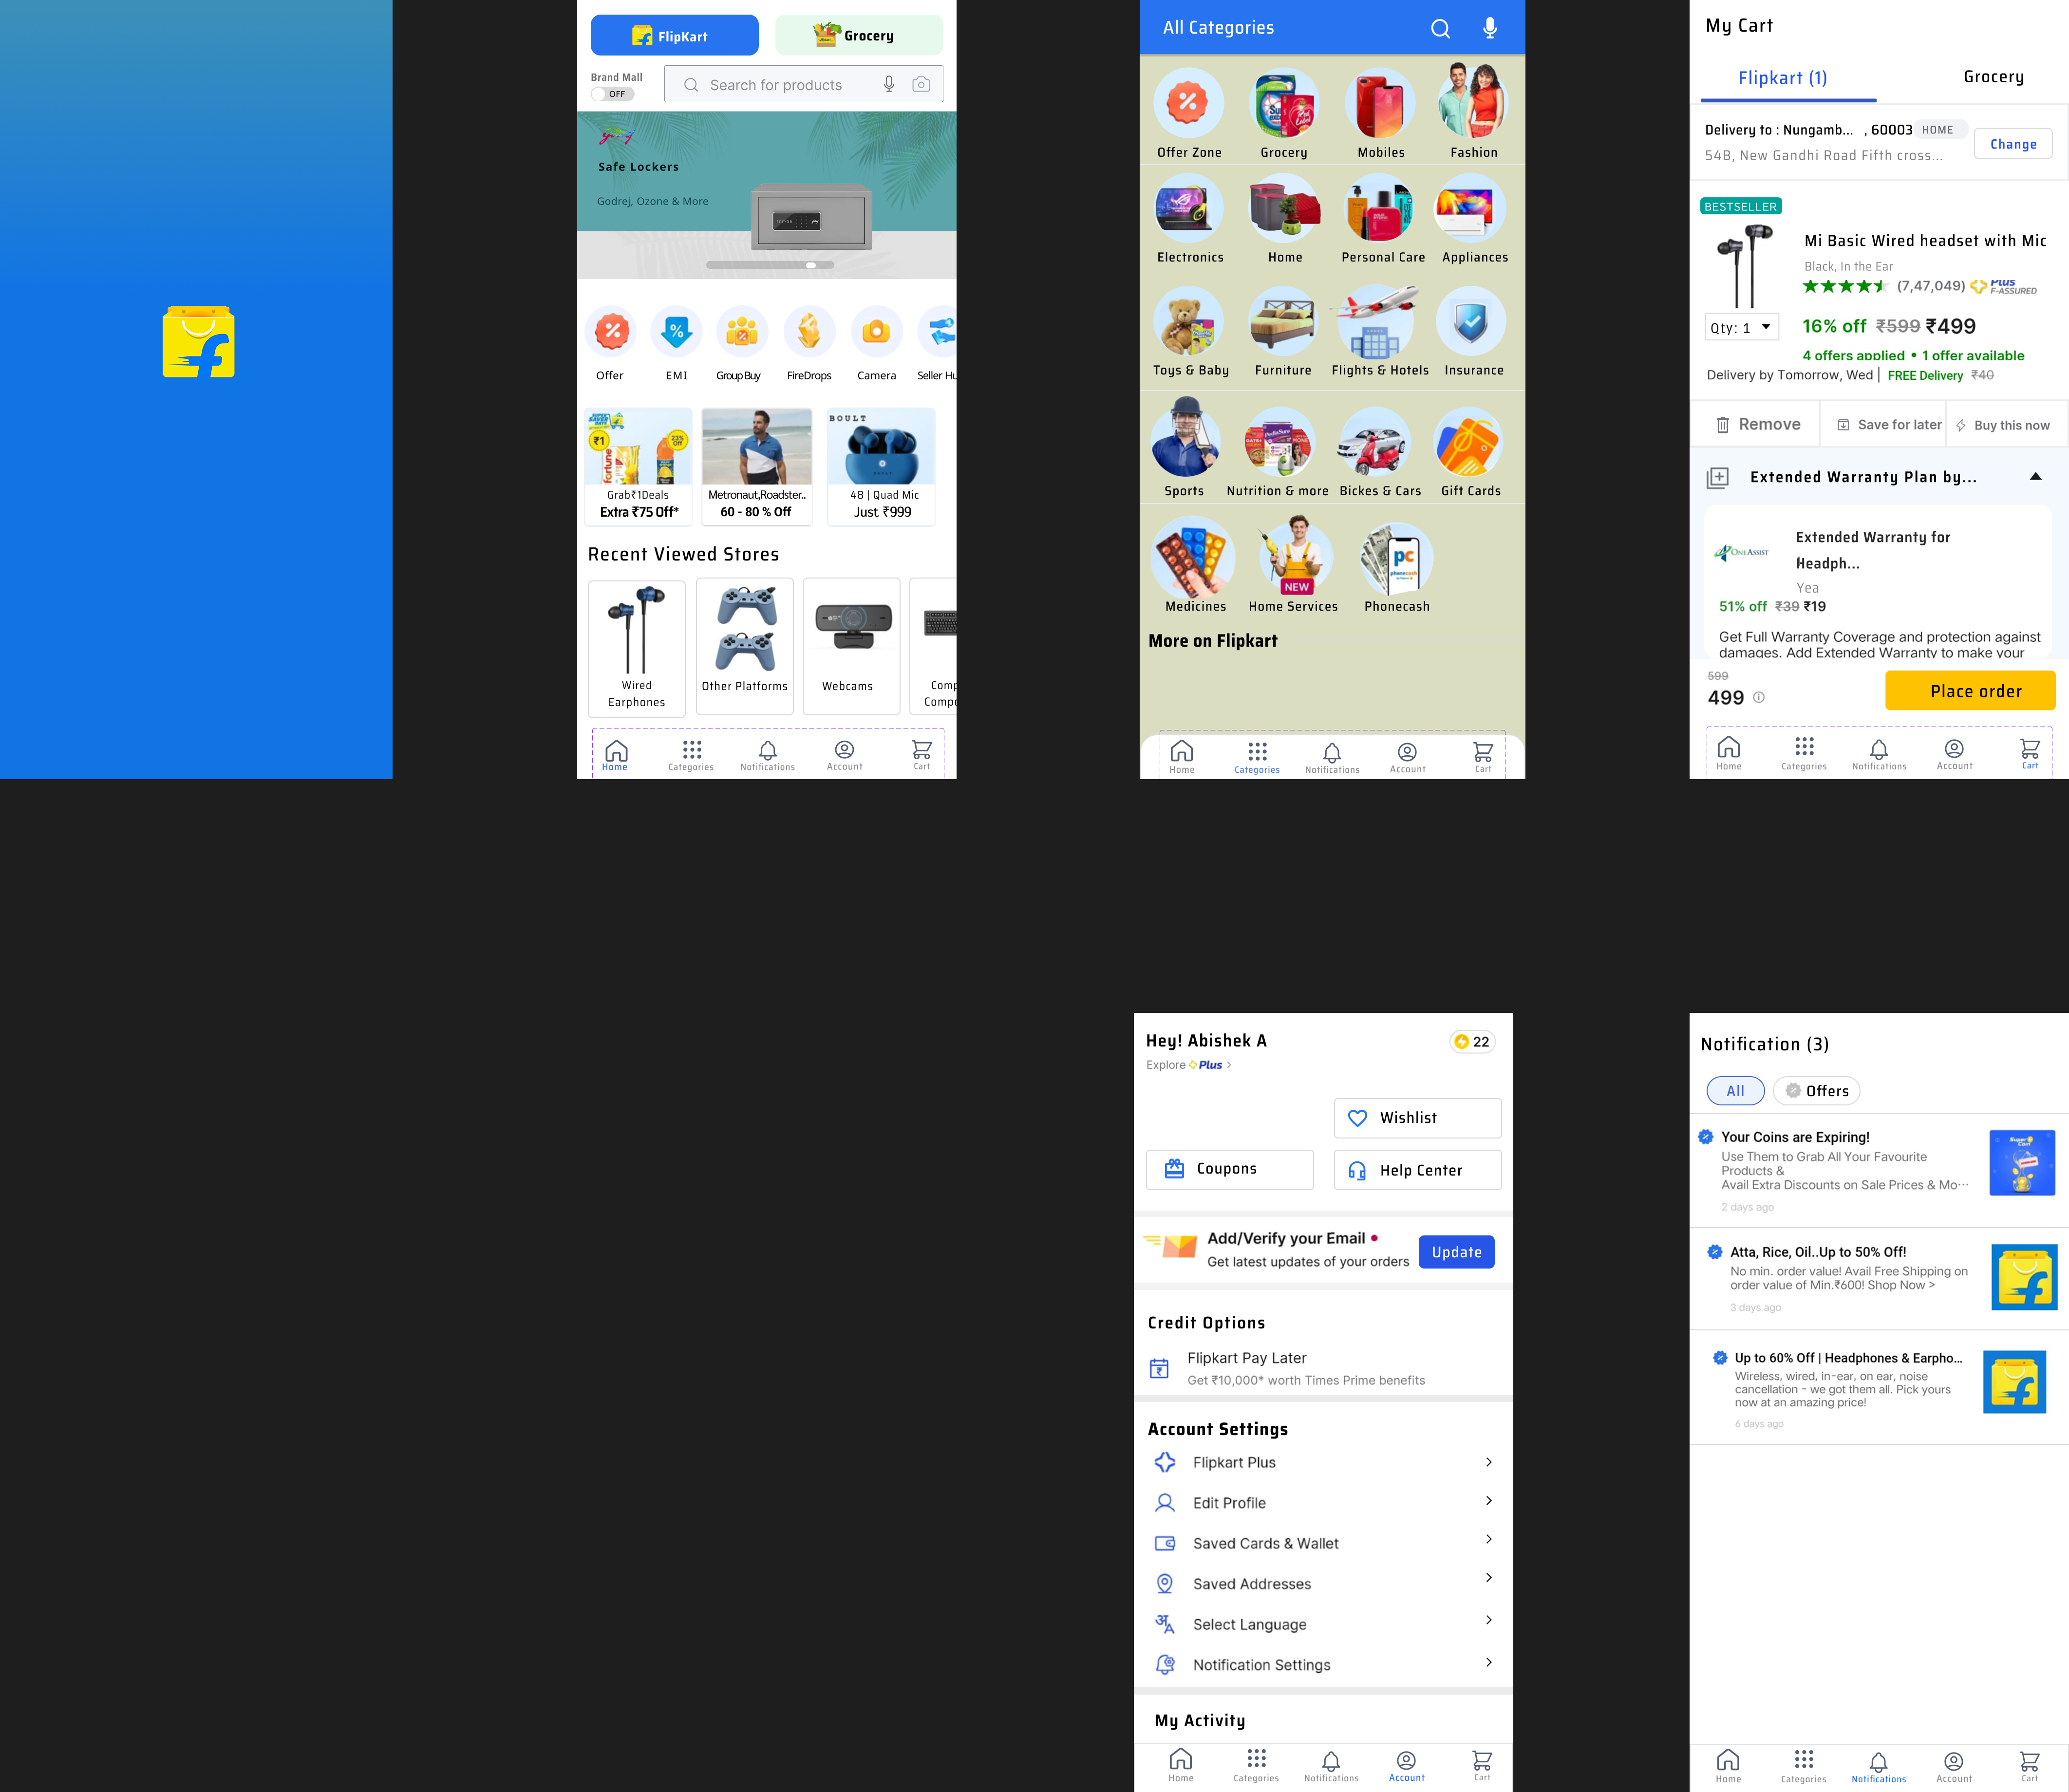 FlipKart
Grocery
Brand Mall
OFF
Search for products
Safe Lockers
Godrej, Ozone & More
Offer
EMI
Group Buy
FireDrops
Camera
Seller Hu
₹1
23% Off
fortune
BOULT
BOULT
Grab₹1Deals
Extra ₹75 Off*
Metronaut,Roadster..
60 - 80 % Off
48 | Quad Mic
Just ₹999
Recent Viewed Stores
Wired
Earphones
Other Platforms
Webcams
Comp
Compo
Home
Categories
Notifications
Account
Cart
All Categories
Offer Zone
Grocery
Mobiles
Fashion
Electronics
Home
Personal Care
Appliances
Toys & Baby
Furniture
Flights & Hotels
Insurance
Sports
Nutrition & more
Bickes & Cars
Gift Cards
pc
phonecash
NEW
Medicines
Home Services
Phonecash
More on Flipkart
Home
Categories
Notifications
Account
Cart
My Cart
Flipkart (1)
Grocery
Delivery to : Nungamb... , 60003
HOME
54B, New Gandhi Road Fifth cross...
Change
BESTSELLER
Mi Basic Wired headset with Mic
Black, In the Ear
(7,47,049)
Plus
F-ASSURED
Qty: 1
16% off ₹599 ₹499
4 offers applied • 1 offer available
Delivery by Tomorrow, Wed | FREE Delivery ₹40
Remove
Save for later
Buy this now
Extended Warranty Plan by...
ONEASSIST
Extended Warranty for
Headph...
Yea
51% off ₹39 ₹19
Get Full Warranty Coverage and protection against
damages. Add Extended Warranty to make your
599
499
Place order
Home
Categories
Notifications
Account
Cart
Hey! Abishek A
22
Explore Plus >
Wishlist
Coupons
Help Center
Add/Verify your Email
Get latest updates of your orders
Update
Credit Options
Flipkart Pay Later
Get ₹10,000* worth Times Prime benefits
Account Settings
Flipkart Plus
Edit Profile
Saved Cards & Wallet
Saved Addresses
Select Language
Notification Settings
My Activity
Home
Categories
Notifications
Account
Cart
Notification (3)
All
Offers
Your Coins are Expiring!
Use Them to Grab All Your Favourite
Products &
Avail Extra Discounts on Sale Prices & Mo...
2 days ago
Atta, Rice, Oil..Up to 50% Off!
No min. order value! Avail Free Shipping on
order value of Min.₹600! Shop Now >
3 days ago
Up to 60% Off | Headphones & Earpho...
Wireless, wired, in-ear, on ear, noise
cancellation - we got them all. Pick yours
now at an amazing price!
6 days ago
Home
Categories
Notifications
Account
Cart